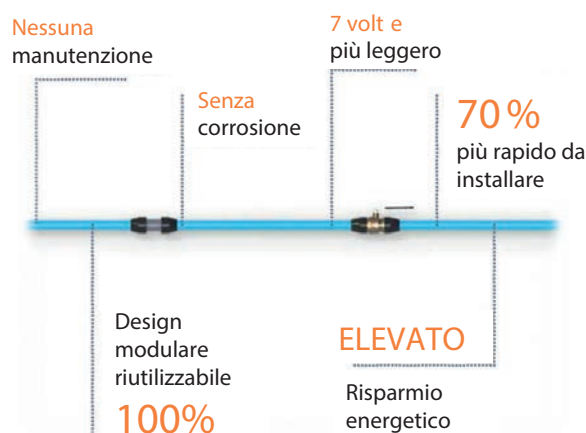 Nessuna
manutenzione
Senza
corrosione
7 volt e
più leggero
70 %
più rapido da
installare
Design
modulare
riutilizzabile
100%
ELEVATO
Risparmio
energetico